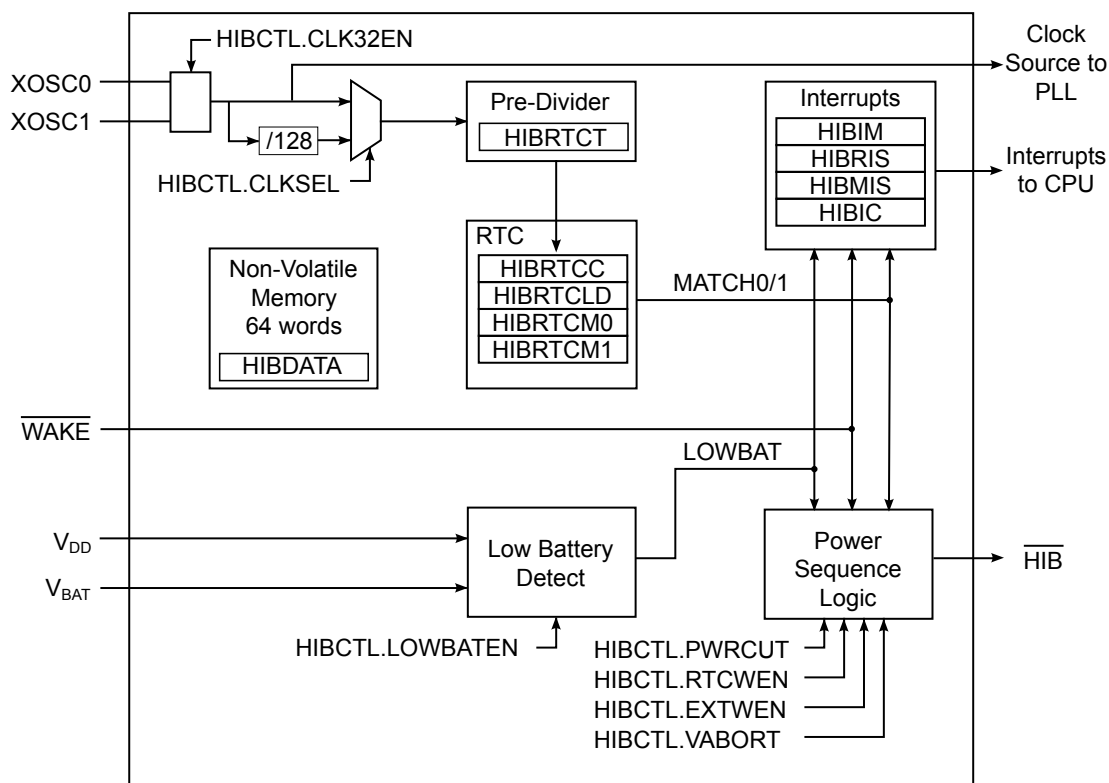 HIBCTL.CLK32EN
XOSC0
XOSC1
/128
HIBCTL.CLKSEL
Pre-Divider
HIBRTCT
Interrupts
HIBIM
HIBRIS
HIBMIS
HIBIC
Clock
Source to
PLL
Interrupts
to CPU
RTC
HIBRTCC
HIBRTCLD
HIBRTCM0
HIBRTCM1
MATCH0/1
Non-Volatile
Memory
64 words
HIBDATA
WAKE
LOWBAT
VDD
VBAT
Low Battery
Detect
HIBCTL.LOWBATEN
Power
Sequence
Logic
HIB
HIBCTL.PWRCUT
HIBCTL.RTCWEN
HIBCTL.EXTWEN
HIBCTL.VABORT